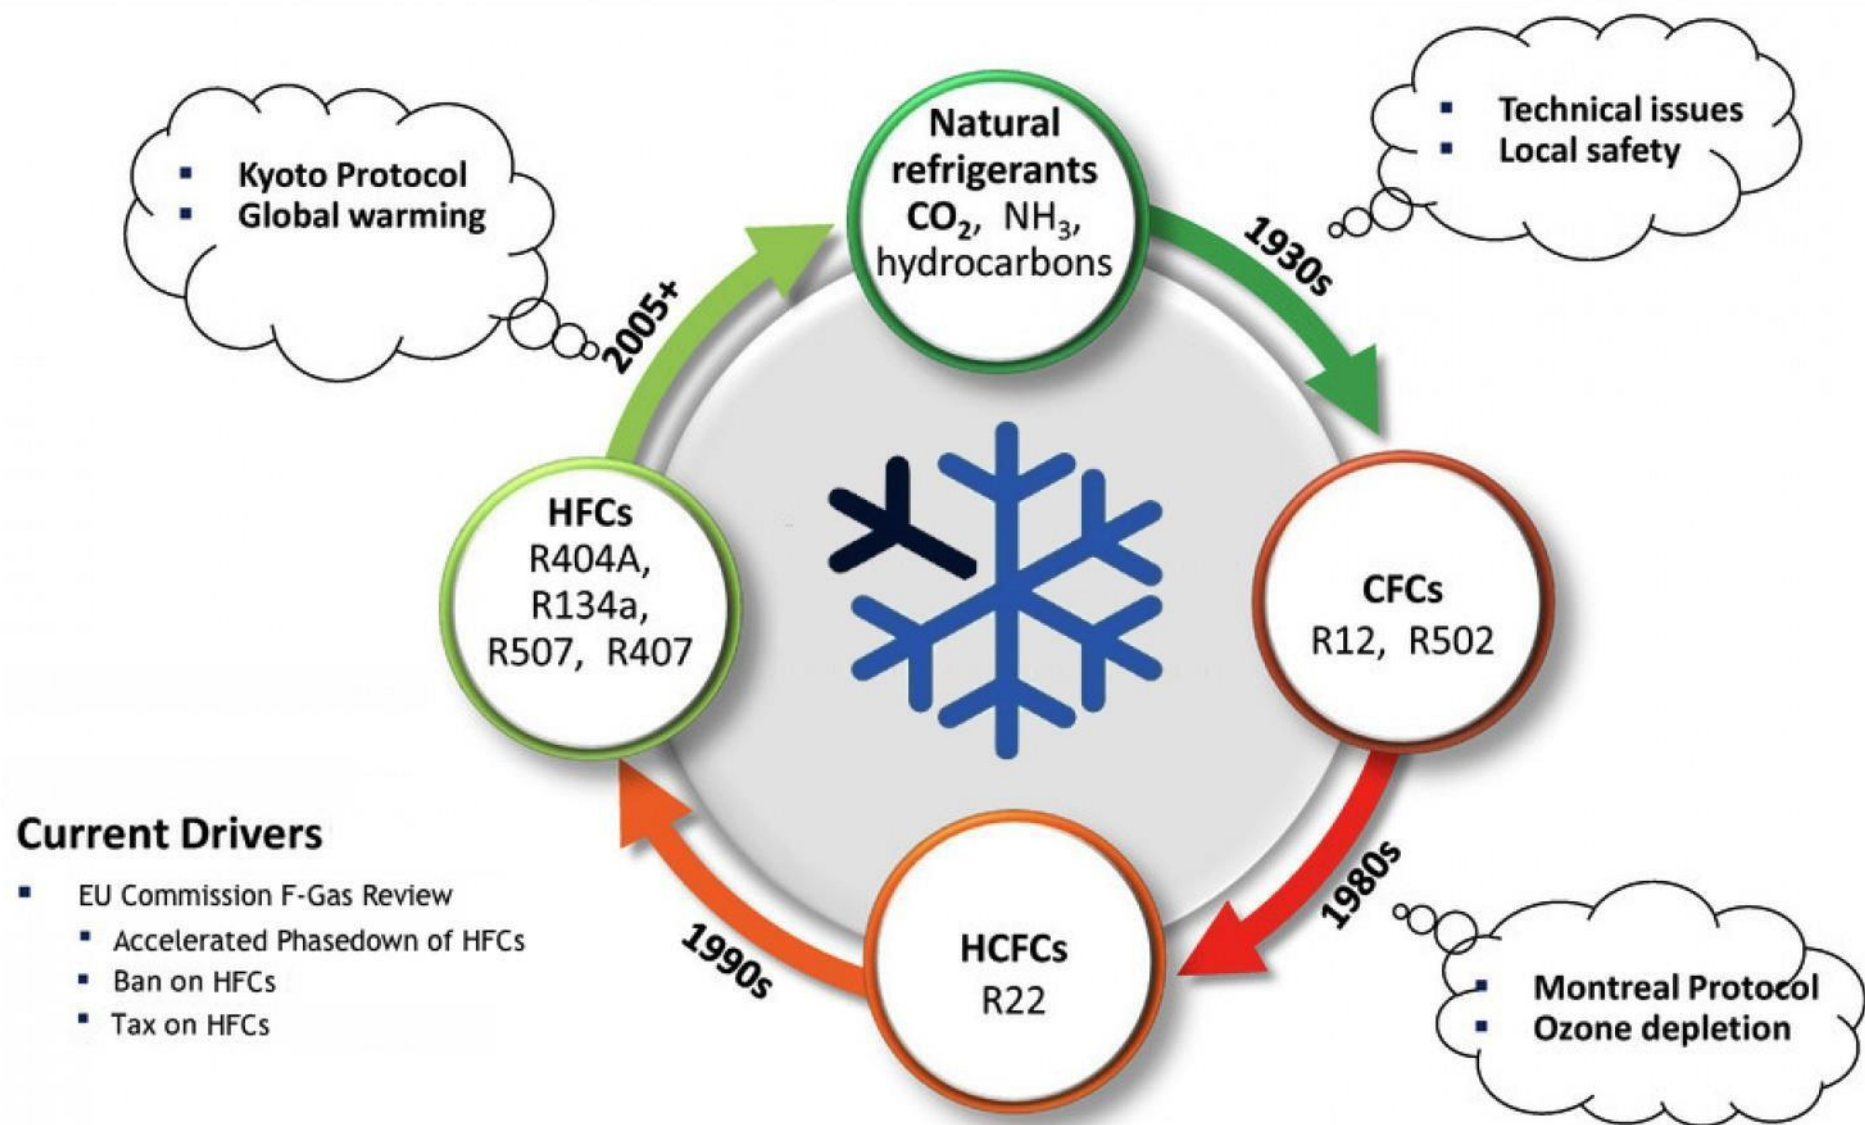 Natural
refrigerants
CO₂, NH₃,
hydrocarbons
1930s
Technical issues
Local safety
CFCs
R12, R502
1980s
Montreal Protocol
Ozone depletion
HCFCs
R22
1990s
HFCs
R404A,
R134a,
R507, R407
2005+
Kyoto Protocol
Global warming
Current Drivers
EU Commission F-Gas Review
Accelerated Phasedown of HFCs
Ban on HFCs
Tax on HFCs